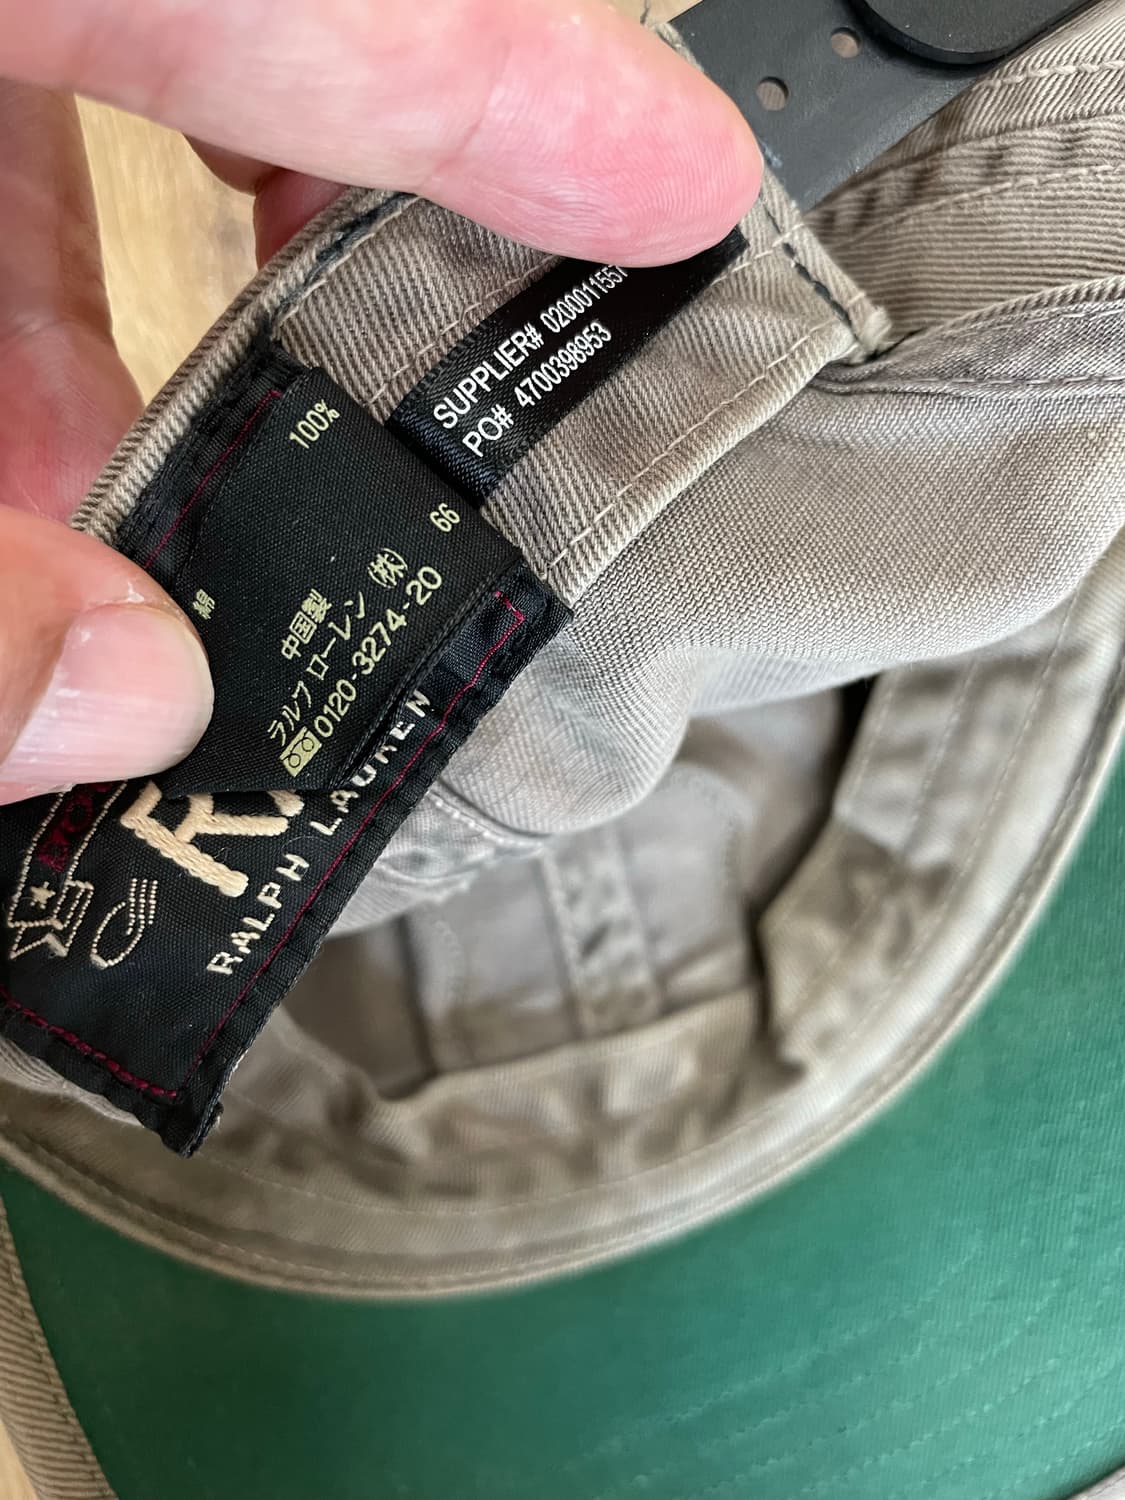 SUPPLIER# 0200011557
PO# 4700398953
100%
綿
66
中国製
ラルフ ローレン (株)
0120-3274-20
RALPH LAUREN